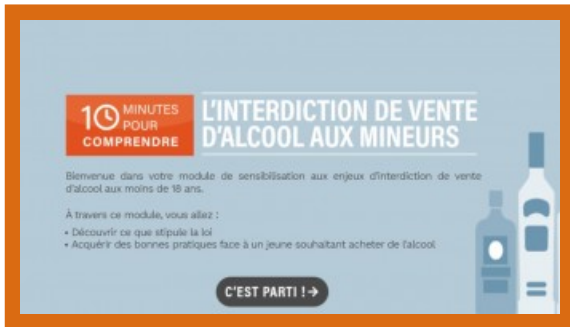 10 MINUTES
POUR
COMPRENDRE
L'INTERDICTION DE VENTE
D'ALCOOL AUX MINEURS
Bienvenue dans votre module de sensibilisation aux enjeux d'interdiction de vente
d'alcool aux moins de 18 ans.
À travers ce module, vous allez :
• Découvrir ce que stipule la loi
• Acquérir des bonnes pratiques face à un jeune souhaitant acheter de l'alcool
C'EST PARTI ! →